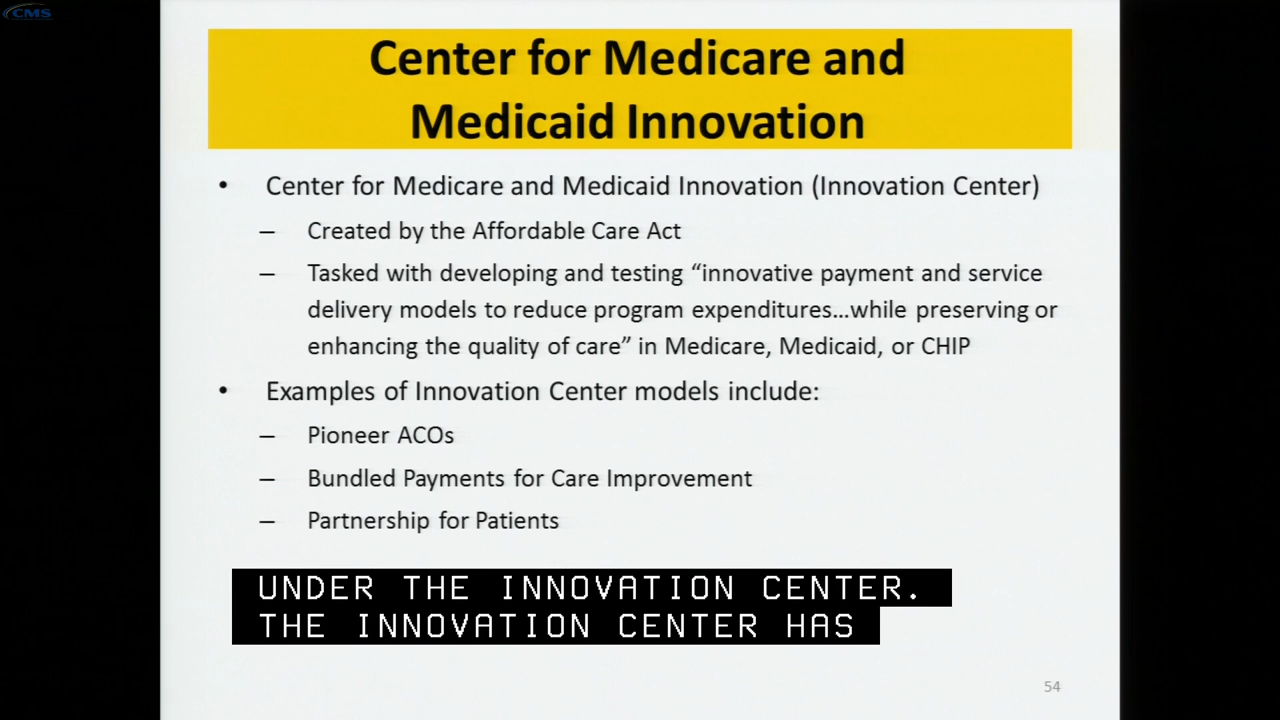 CMS
Center for Medicare and
Medicaid Innovation
• Center for Medicare and Medicaid Innovation (Innovation Center)
– Created by the Affordable Care Act
– Tasked with developing and testing “innovative payment and service
delivery models to reduce program expenditures…while preserving or
enhancing the quality of care” in Medicare, Medicaid, or CHIP
• Examples of Innovation Center models include:
– Pioneer ACOs
– Bundled Payments for Care Improvement
– Partnership for Patients
UNDER THE INNOVATION CENTER.
THE INNOVATION CENTER HAS
54